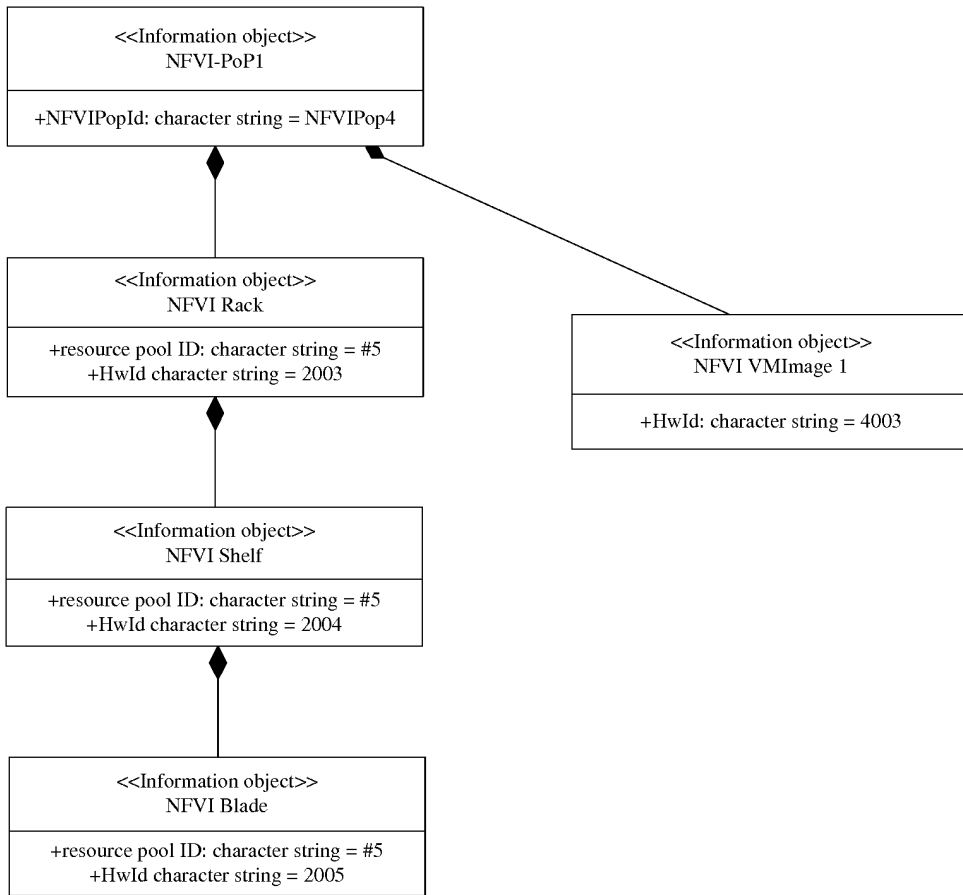 <<Information object>>
NFVI-PoP1
+NFVIPopId: character string = NFVIPop4
<<Information object>>
NFVI Rack
+resource pool ID: character string = #5
+HwId character string = 2003
<<Information object>>
NFVI VMImage 1
+HwId: character string = 4003
<<Information object>>
NFVI Shelf
+resource pool ID: character string = #5
+HwId character string = 2004
<<Information object>>
NFVI Blade
+resource pool ID: character string = #5
+HwId character string = 2005